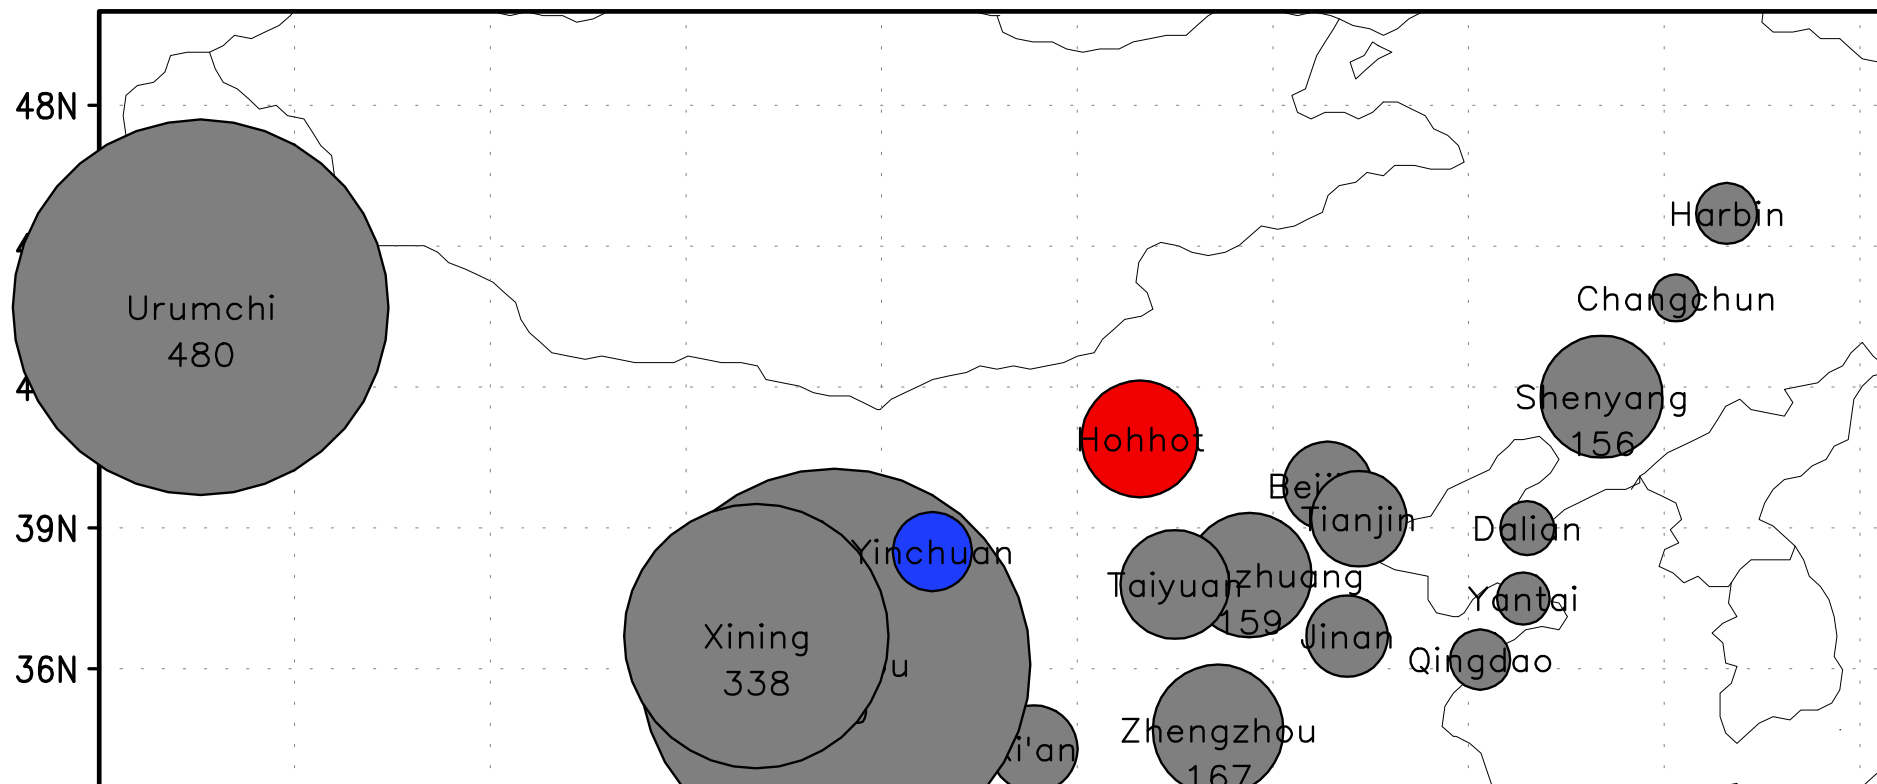 48N
Harbin
Changchun
Urumchi
480
Shenyang
156
Hohhot
39N
Tianjin
Dalian
Yinchuan
Taiyuan
zhuang
159
Yantai
Jinan
Xining
338
Qingdao
36N
Zhengzhou
167